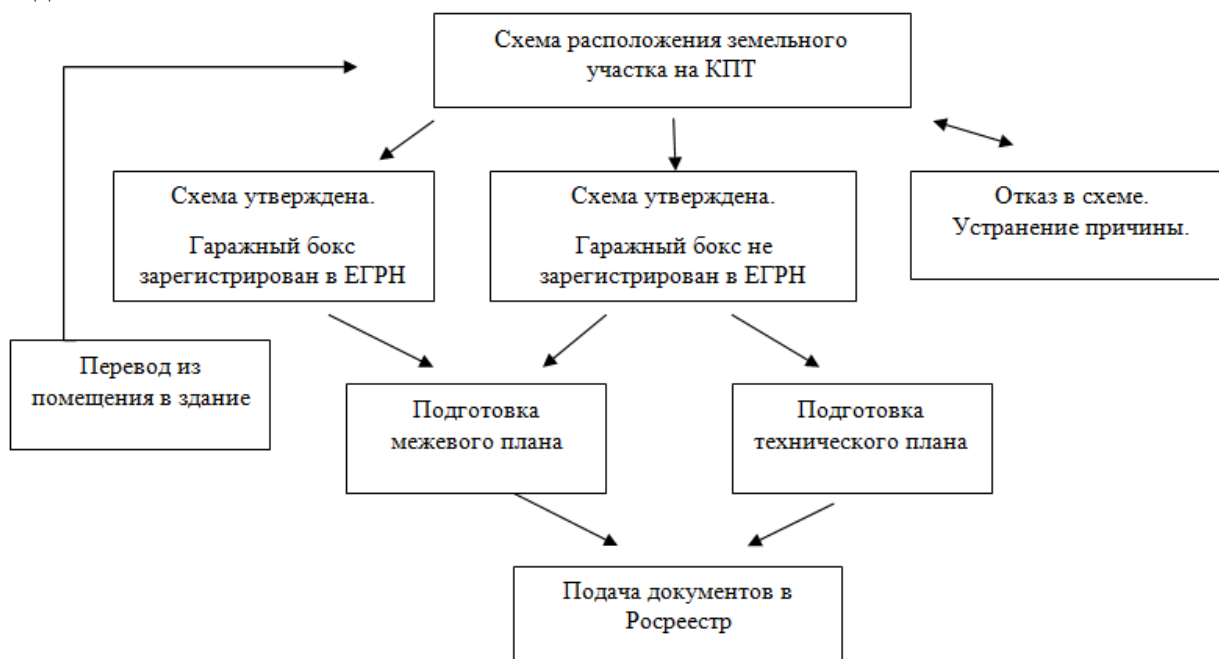 Схема расположения земельного
участка на КПТ
Схема утверждена.
Гаражный бокс
зарегистрирован в ЕГРН
Схема утверждена.
Гаражный бокс не
зарегистрирован в ЕГРН
Отказ в схеме.
Устранение причины.
Перевод из
помещения в здание
Подготовка
межевого плана
Подготовка
технического плана
Подача документов в
Росреестр